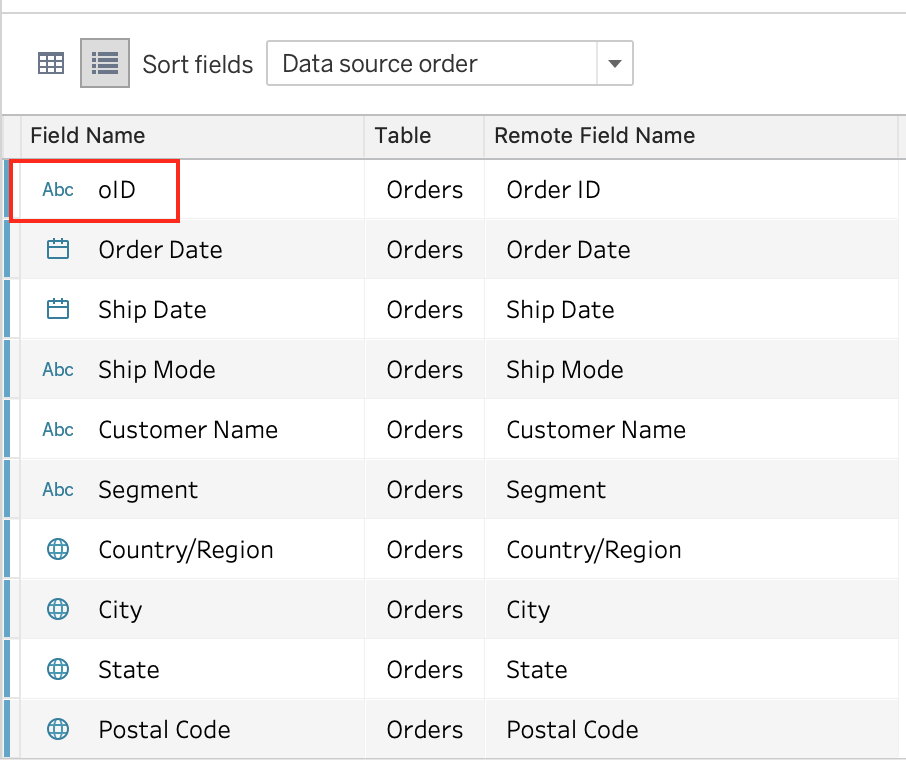 Sort fields Data source order
Field Name Table Remote Field Name
Abc oID Orders Order ID
Order Date Orders Order Date
Ship Date Orders Ship Date
Abc Ship Mode Orders Ship Mode
Abc Customer Name Orders Customer Name
Abc Segment Orders Segment
Country/Region Orders Country/Region
City Orders City
State Orders State
Postal Code Orders Postal Code